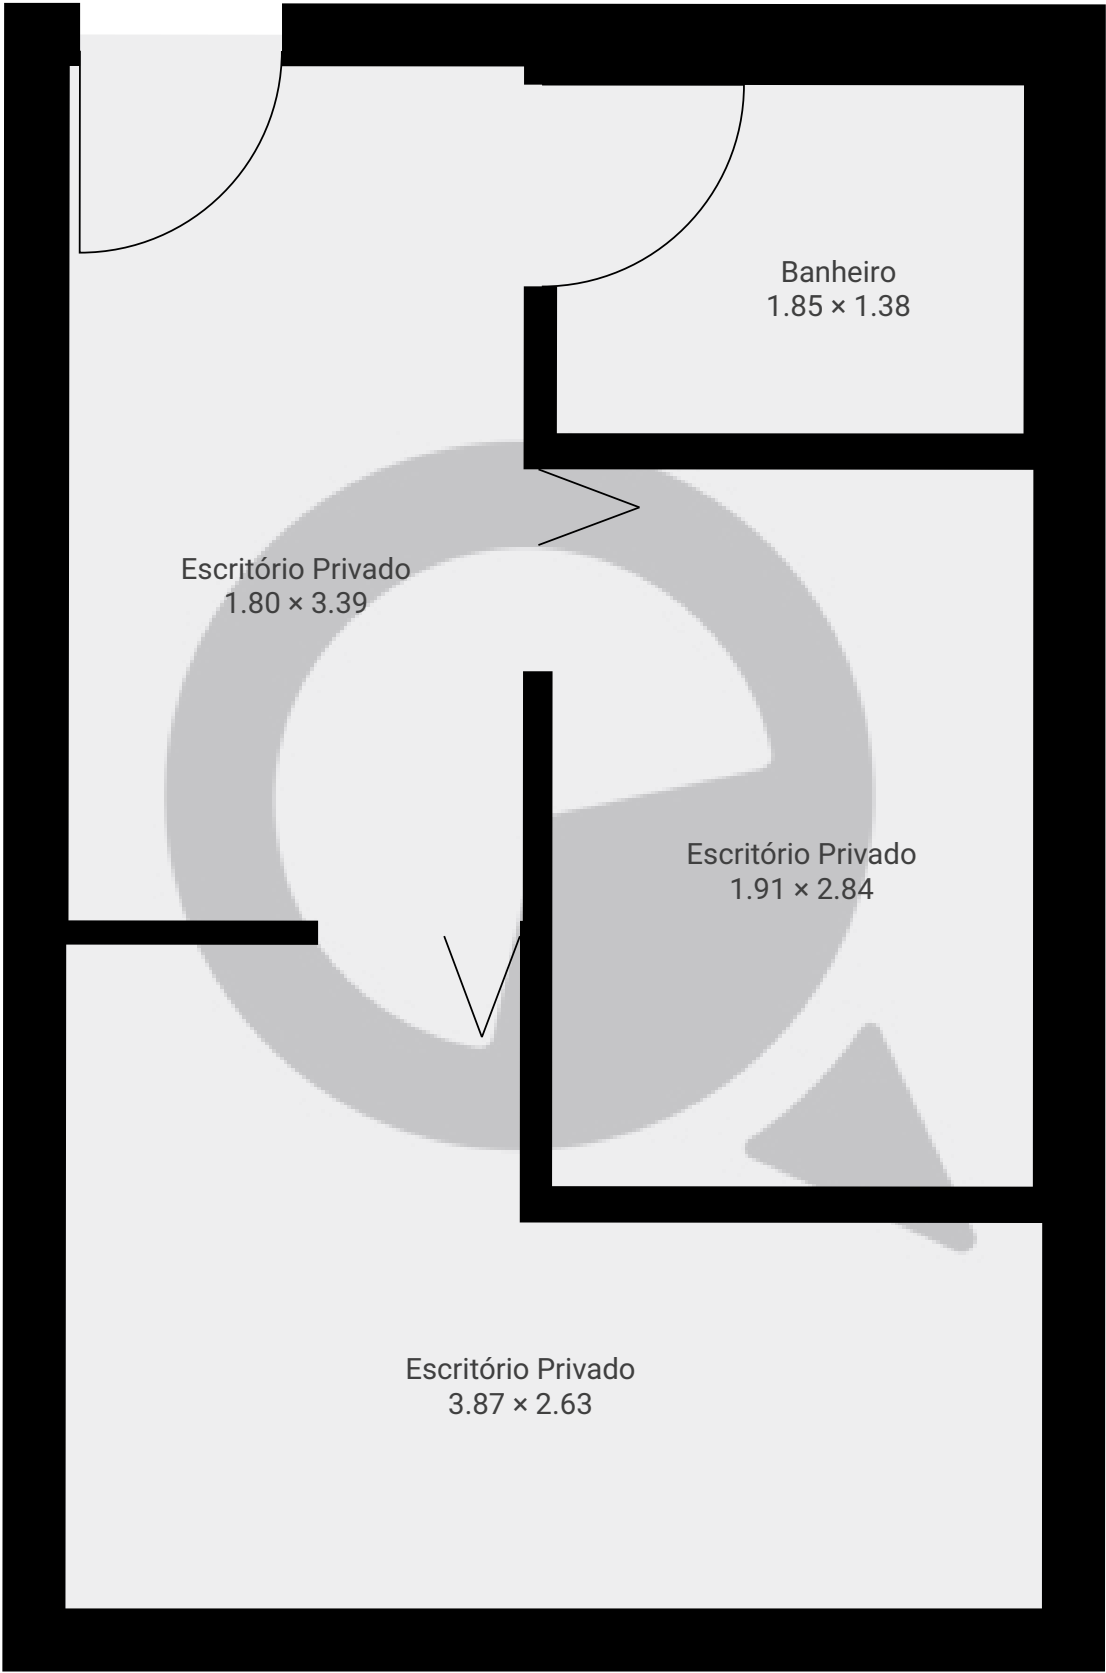 Banheiro
1.85 × 1.38
Escritório Privado
1.80 × 3.39
Escritório Privado
1.91 × 2.84
Escritório Privado
3.87 × 2.63